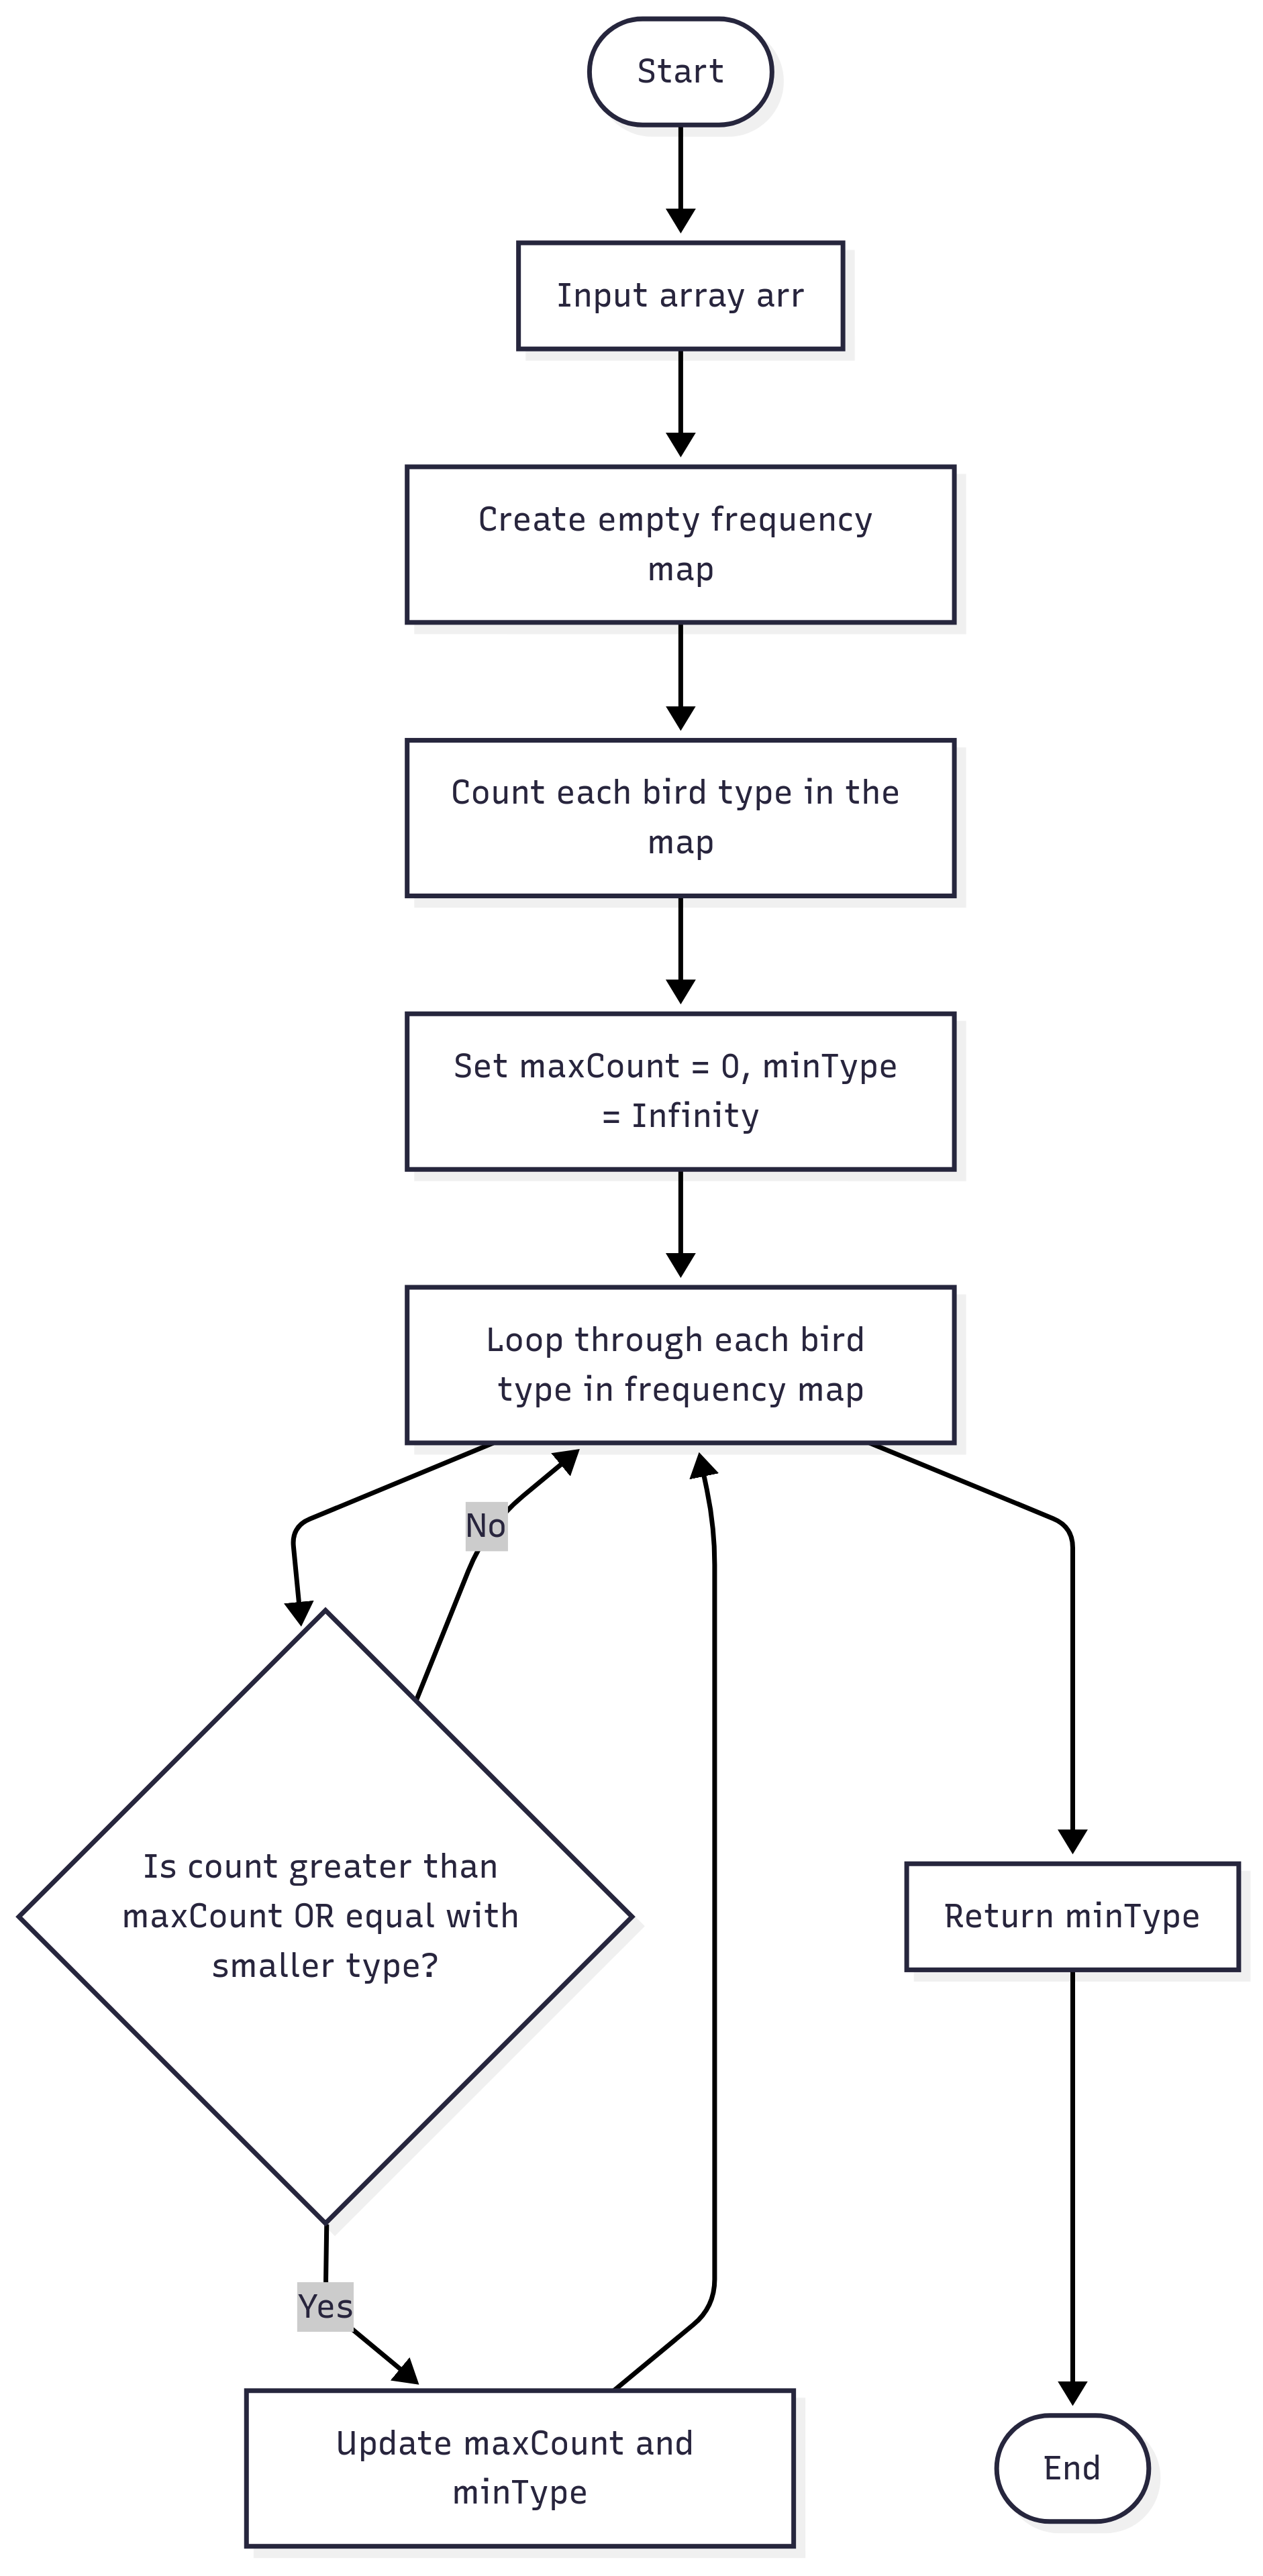 Start
Input array arr
Create empty frequency
map
Count each bird type in the
map
Set maxCount = 0, minType
= Infinity
Loop through each bird
type in frequency map
No
Is count greater than
maxCount OR equal with
smaller type?
Return minType
Yes
Update maxCount and
minType
End